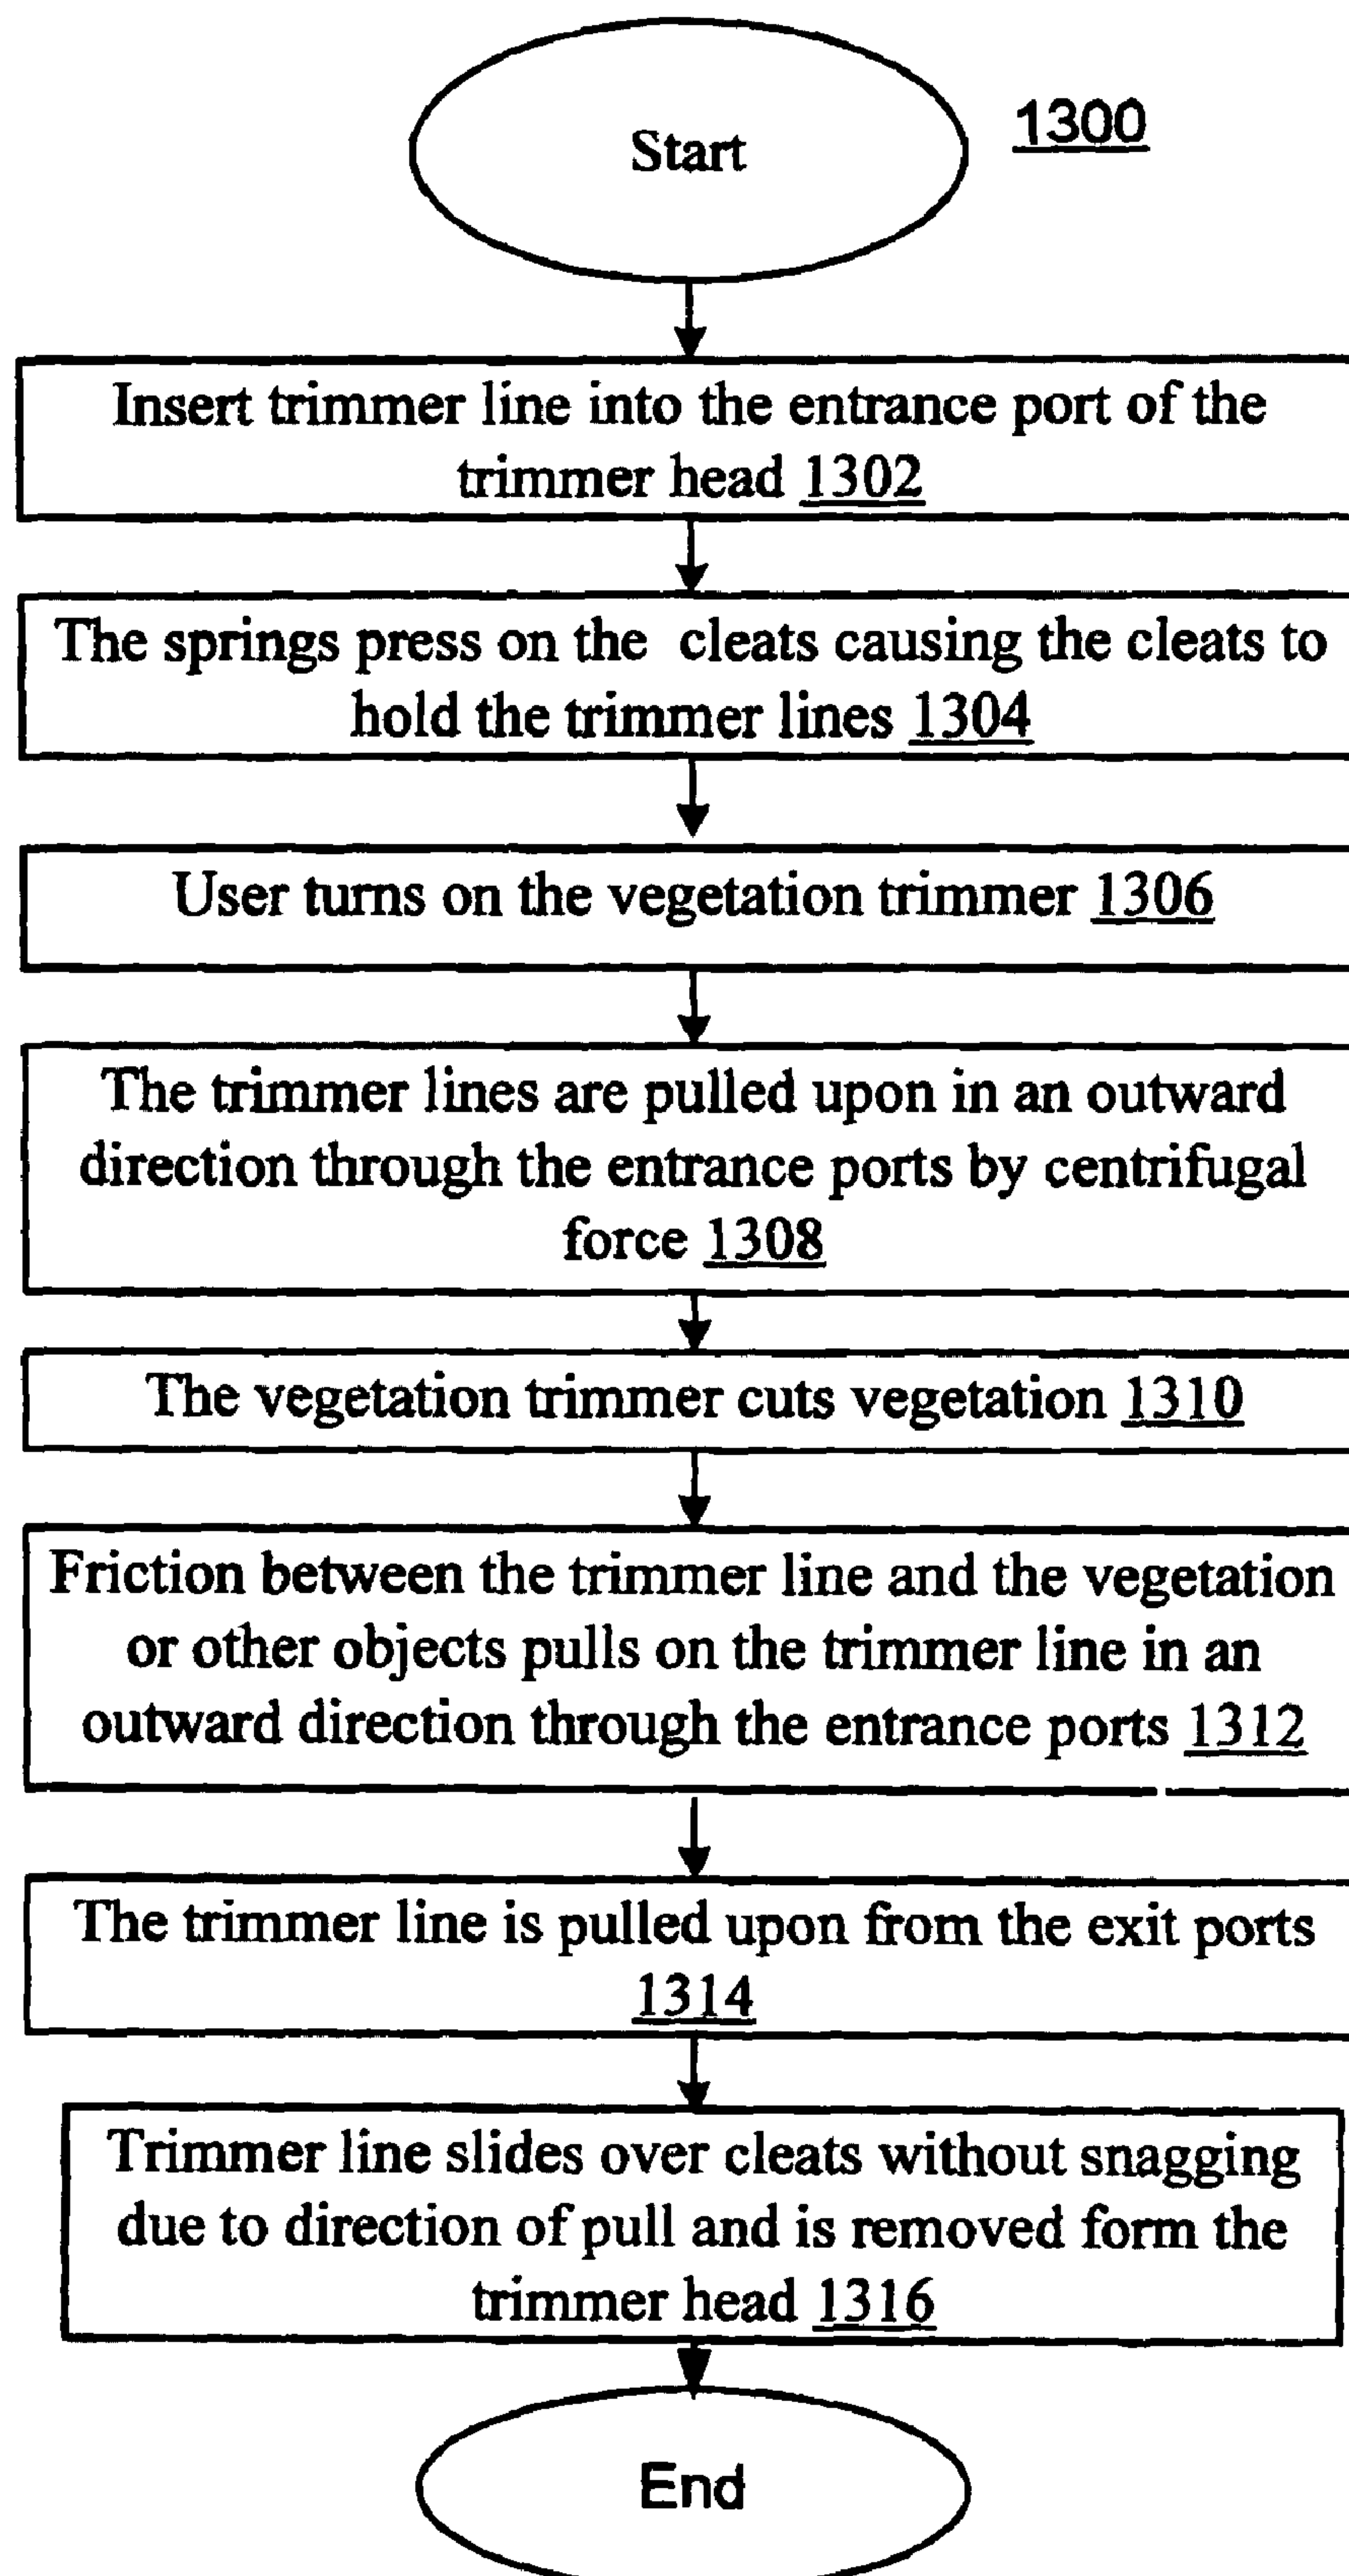 Start
1300
Insert trimmer line into the entrance port of the
trimmer head 1302
The springs press on the cleats causing the cleats to
hold the trimmer lines 1304
User turns on the vegetation trimmer 1306
The trimmer lines are pulled upon in an outward
direction through the entrance ports by centrifugal
force 1308
The vegetation trimmer cuts vegetation 1310
Friction between the trimmer line and the vegetation
or other objects pulls on the trimmer line in an
outward direction through the entrance ports 1312
The trimmer line is pulled upon from the exit ports
1314
Trimmer line slides over cleats without snagging
due to direction of pull and is removed form the
trimmer head 1316
End